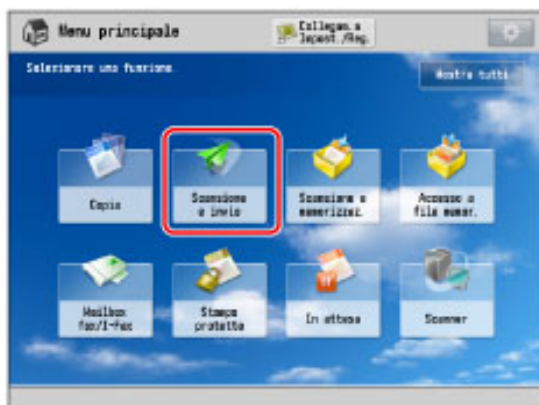 Menu principale
Collegam.a
Impost./Reg.
Selezionare una funzione.
Mostra tutti
Copia
Scansione
e invio
Scansione e
memorizzaz.
Accesso a
file memor.
Mailbox
fax/I-Fax
Stampa
protetta
In attesa
Scanner